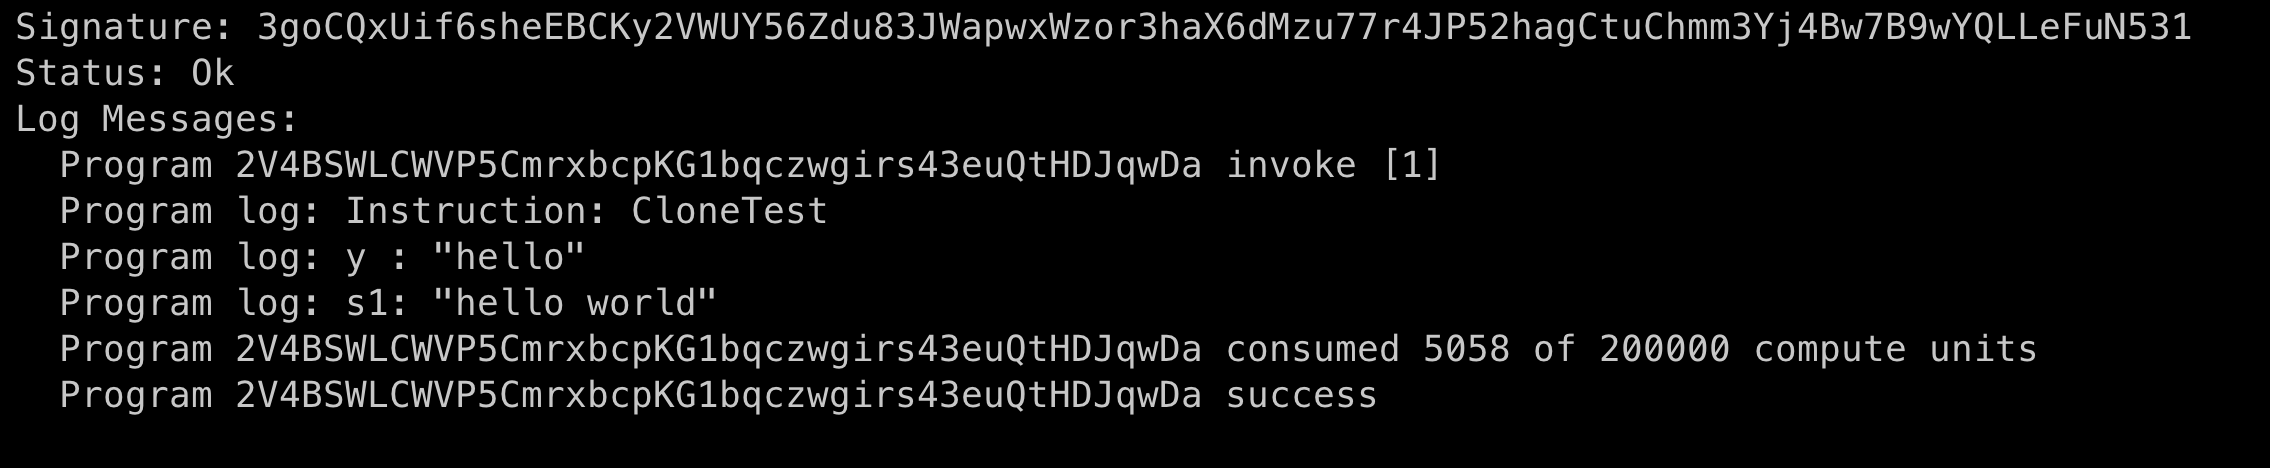 Signature: 3goCQxUif6sheEBCKy2VWUY56Zdu83JWapwxWzor3haX6dMzu77r4JP52hagCtuChmm3Yj4Bw7B9wYQLLeFuN531
Status: Ok
Log Messages:
  Program 2V4BSWLCWVP5CmrxbcpKG1bqczwgirs43euQtHDJqwDa invoke [1]
  Program log: Instruction: CloneTest
  Program log: y : "hello"
  Program log: s1: "hello world"
  Program 2V4BSWLCWVP5CmrxbcpKG1bqczwgirs43euQtHDJqwDa consumed 5058 of 200000 compute units
  Program 2V4BSWLCWVP5CmrxbcpKG1bqczwgirs43euQtHDJqwDa success